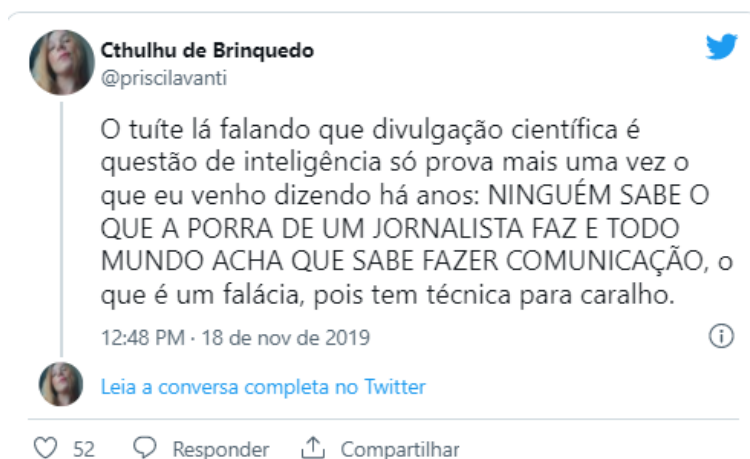 Cthulhu de Brinquedo
@priscilavanti
O tuíte lá falando que divulgação científica é
questão de inteligência só prova mais uma vez o
que eu venho dizendo há anos: NINGUÉM SABE O
QUE A PORRA DE UM JORNALISTA FAZ E TODO
MUNDO ACHA QUE SABE FAZER COMUNICAÇÃO, o
que é um falácia, pois tem técnica para caralho.
12:48 PM · 18 de nov de 2019
Leia a conversa completa no Twitter
52 Responder Compartilhar